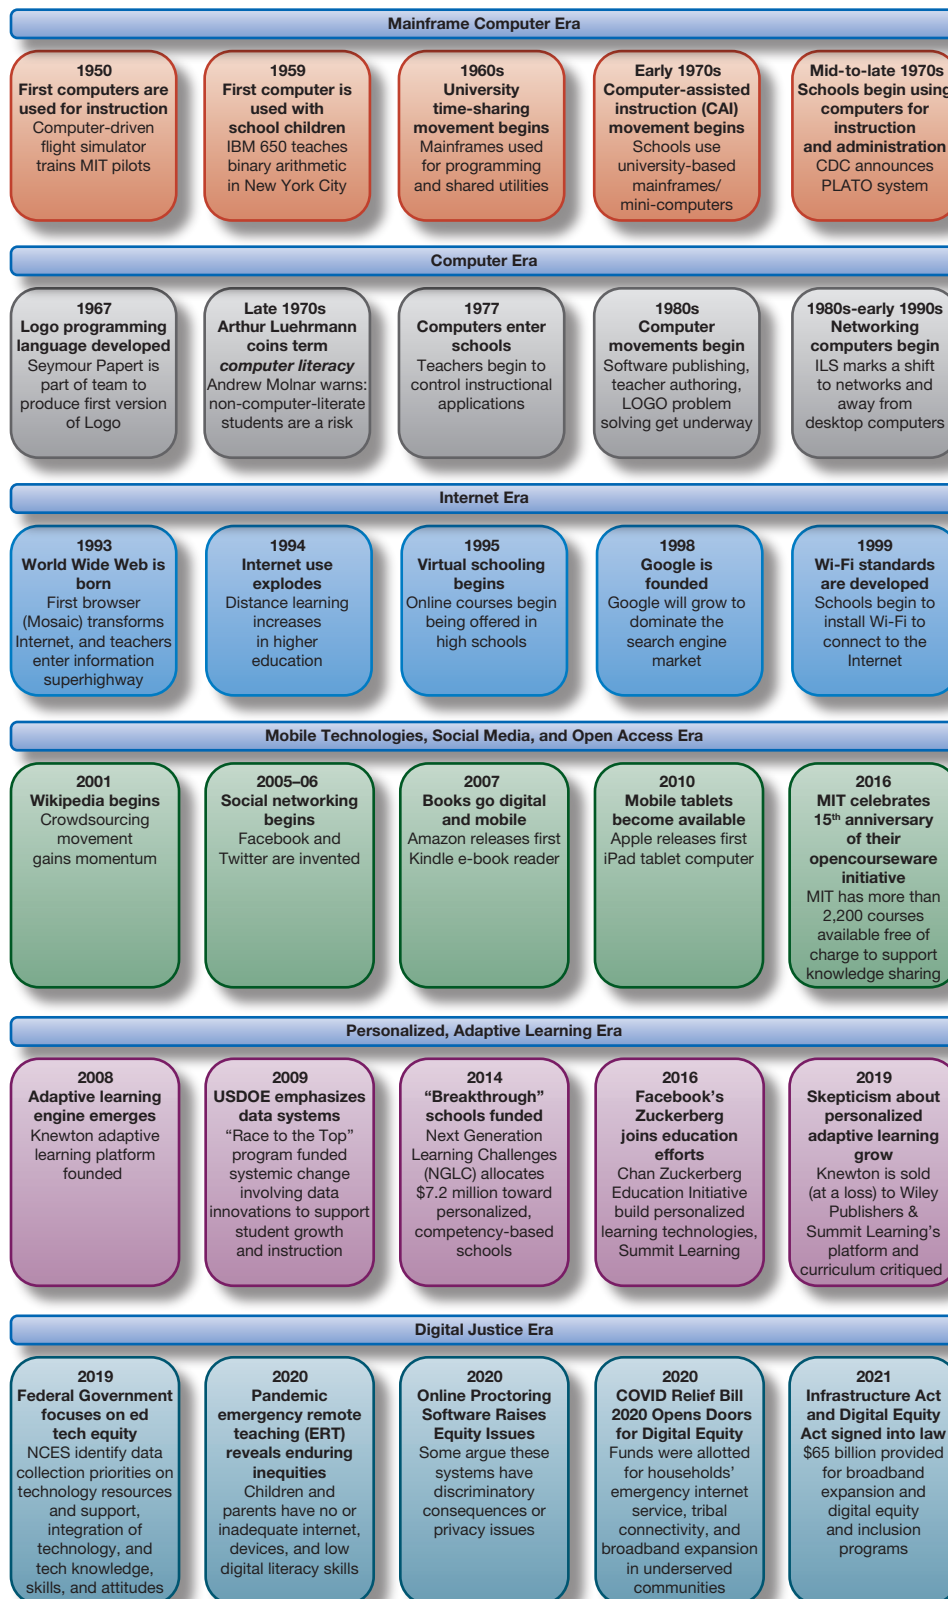 Mainframe Computer Era
1950
First computers are
used for instruction
Computer-driven
flight simulator
trains MIT pilots
1959
First computer is
used with
school children
IBM 650 teaches
binary arithmetic
in New York City
1960s
University
time-sharing
movement begins
Mainframes used
for programming
and shared utilities
Early 1970s
Computer-assisted
instruction (CAI)
movement begins
Schools use
university-based
mainframes/
mini-computers
Mid-to-late 1970s
Schools begin using
computers for
instruction
and administration
CDC announces
PLATO system
Computer Era
1967
Logo programming
language developed
Seymour Papert is
part of team to
produce first version
of Logo
Late 1970s
Arthur Luehrmann
coins term
computer literacy
Andrew Molnar warns:
non-computer-literate
students are a risk
1977
Computers enter
schools
Teachers begin to
control instructional
applications
1980s
Computer
movements begin
Software publishing,
teacher authoring,
LOGO problem
solving get underway
1980s-early 1990s
Networking
computers begin
ILS marks a shift
to networks and
away from
desktop computers
Internet Era
1993
World Wide Web is
born
First browser
(Mosaic) transforms
Internet, and teachers
enter information
superhighway
1994
Internet use
explodes
Distance learning
increases
in higher
education
1995
Virtual schooling
begins
Online courses begin
being offered in
high schools
1998
Google is
founded
Google will grow to
dominate the
search engine
market
1999
Wi-Fi standards
are developed
Schools begin to
install Wi-Fi to
connect to the
Internet
Mobile Technologies, Social Media, and Open Access Era
2001
Wikipedia begins
Crowdsourcing
movement
gains momentum
2005–06
Social networking
begins
Facebook and
Twitter are invented
2007
Books go digital
and mobile
Amazon releases first
Kindle e-book reader
2010
Mobile tablets
become available
Apple releases first
iPad tablet computer
2016
MIT celebrates
15th anniversary
of their
opencourseware
initiative
MIT has more than
2,200 courses
available free of
charge to support
knowledge sharing
Personalized, Adaptive Learning Era
2008
Adaptive learning
engine emerges
Knewton adaptive
learning platform
founded
2009
USDOE emphasizes
data systems
“Race to the Top”
program funded
systemic change
involving data
innovations to support
student growth
and instruction
2014
“Breakthrough”
schools funded
Next Generation
Learning Challenges
(NGLC) allocates
$7.2 million toward
personalized,
competency-based
schools
2016
Facebook’s
Zuckerberg
joins education
efforts
Chan Zuckerberg
Education Initiative
build personalized
learning technologies,
Summit Learning
2019
Skepticism about
personalized
adaptive learning
grow
Knewton is sold
(at a loss) to Wiley
Publishers &
Summit Learning’s
platform and
curriculum critiqued
Digital Justice Era
2019
Federal Government
focuses on ed
tech equity
NCES identify data
collection priorities on
technology resources
and support,
integration of
technology, and
tech knowledge,
skills, and attitudes
2020
Pandemic
emergency remote
teaching (ERT)
reveals enduring
inequities
Children and
parents have no or
inadequate internet,
devices, and low
digital literacy skills
2020
Online Proctoring
Software Raises
Equity Issues
Some argue these
systems have
discriminatory
consequences or
privacy issues
2020
COVID Relief Bill
2020 Opens Doors
for Digital Equity
Funds were allotted
for households’
emergency internet
service, tribal
connectivity, and
broadband expansion
in underserved
communities
2021
Infrastructure Act
and Digital Equity
Act signed into law
$65 billion provided
for broadband
expansion and
digital equity
and inclusion
programs